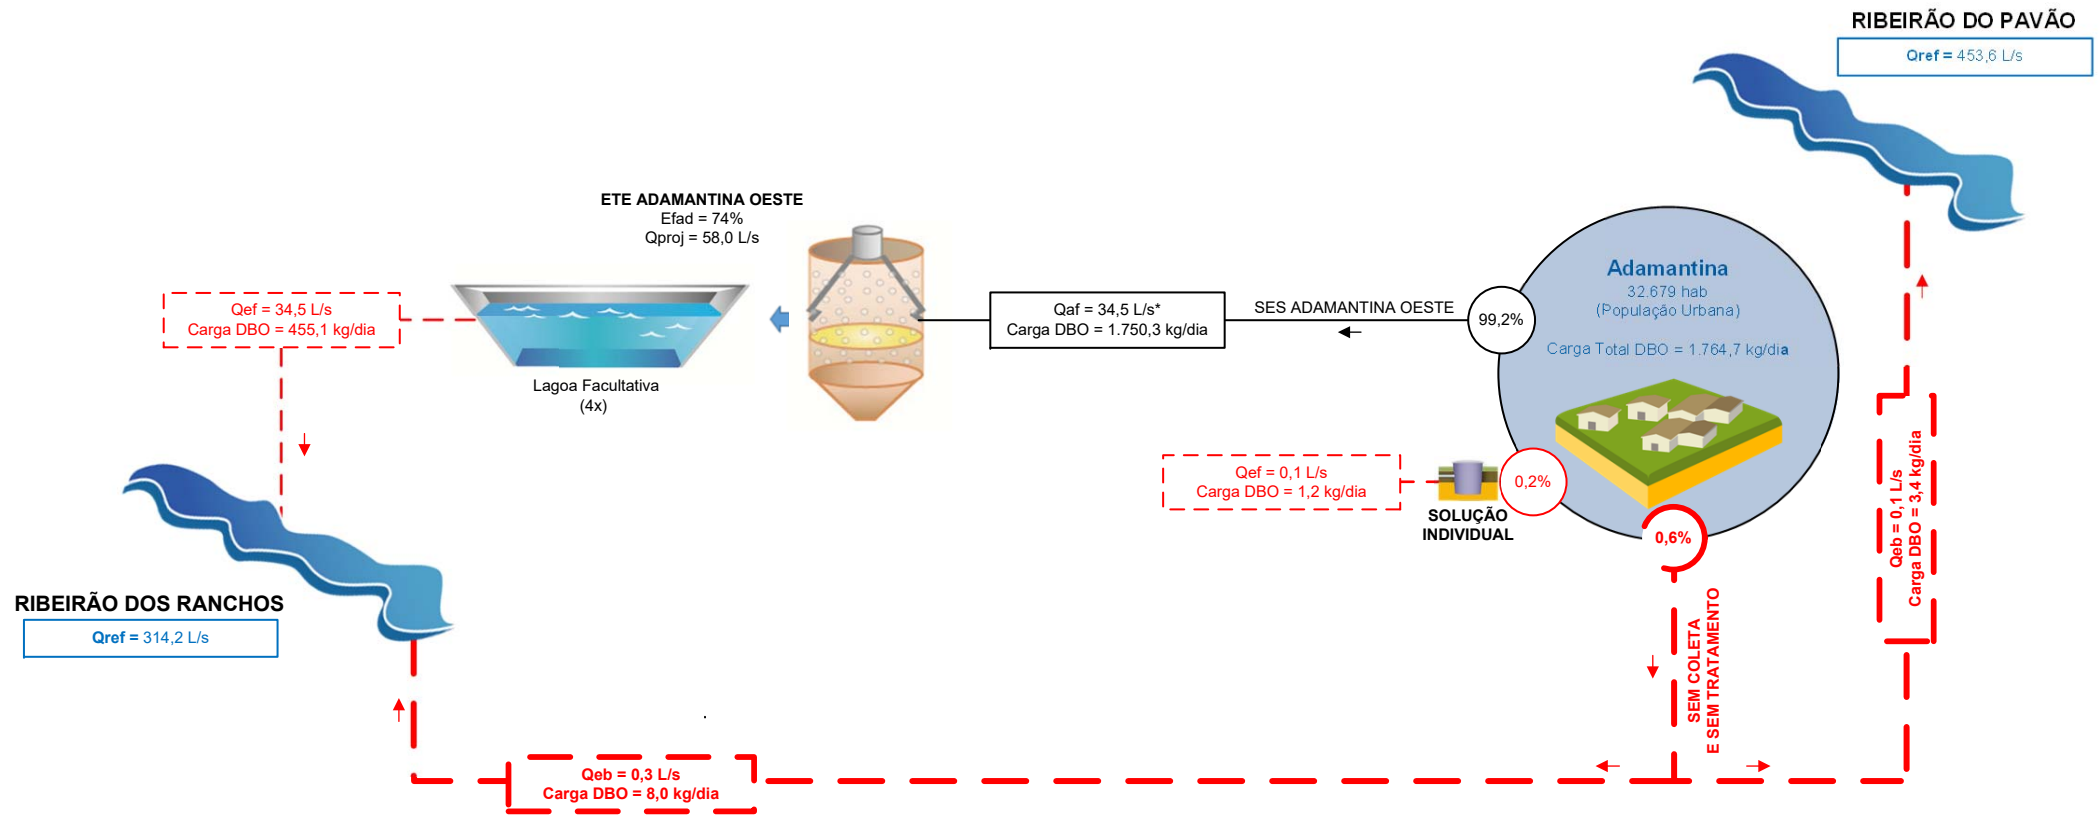 RIBEIRÃO DO PAVÃO
Qref = 453,6 L/s
ETE ADAMANTINA OESTE
Efad = 74%
Qproj = 58,0 L/s
Adamantina
32.679 hab
(População Urbana)
Carga Total DBO = 1.764,7 kg/dia
Qef = 34,5 L/s
Carga DBO = 455,1 kg/dia
Qaf = 34,5 L/s*
Carga DBO = 1.750,3 kg/dia
SES ADAMANTINA OESTE
99,2%
Lagoa Facultativa
(4x)
Qef = 0,1 L/s
Carga DBO = 1,2 kg/dia
0,2%
SOLUÇÃO
INDIVIDUAL
0,6%
Qeb = 0,1 L/s
Carga DBO = 3,4 kg/dia
RIBEIRÃO DOS RANCHOS
Qref = 314,2 L/s
SEM COLETA
E SEM TRATAMENTO
Qeb = 0,3 L/s
Carga DBO = 8,0 kg/dia